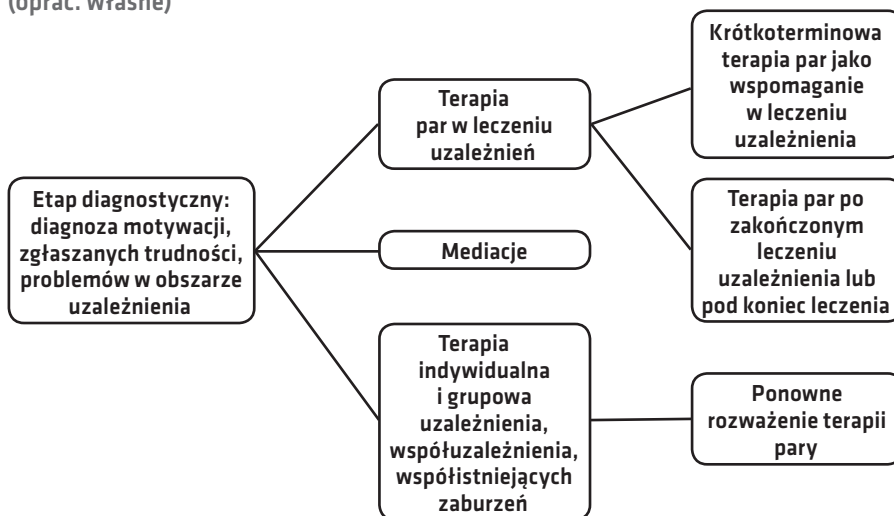 (oprac. własne)
Etap diagnostyczny:
diagnoza motywacji,
zgłaszanych trudności,
problemów w obszarze
uzależnienia
Terapia
par w leczeniu
uzależnień
Mediacje
Terapia
indywidualna
i grupowa
uzależnienia,
współuzależnienia,
współistniejących
zaburzeń
Krótkoterminowa
terapia par jako
wspomaganie
w leczeniu
uzależnienia
Terapia par po
zakończonym
leczeniu
uzależnienia lub
pod koniec leczenia
Ponowne
rozważenie terapii
pary